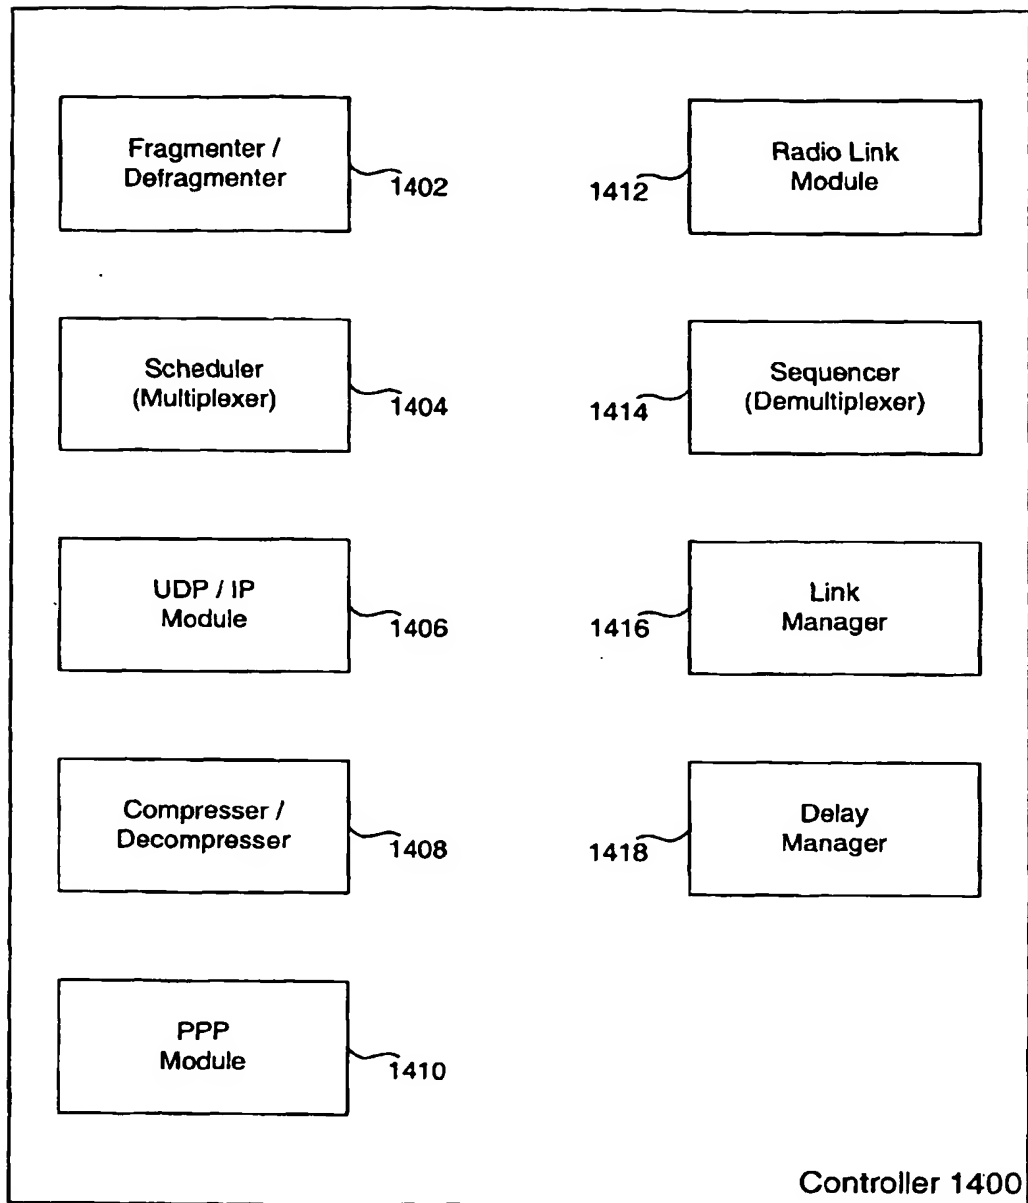 Fragmenter /
Defragmenter
1402
Radio Link
Module
1412
Scheduler
(Multiplexer)
1404
Sequencer
(Demultiplexer)
1414
UDP / IP
Module
1406
Link
Manager
1416
Compresser /
Decompresser
1408
Delay
Manager
1418
PPP
Module
1410
Controller 1400